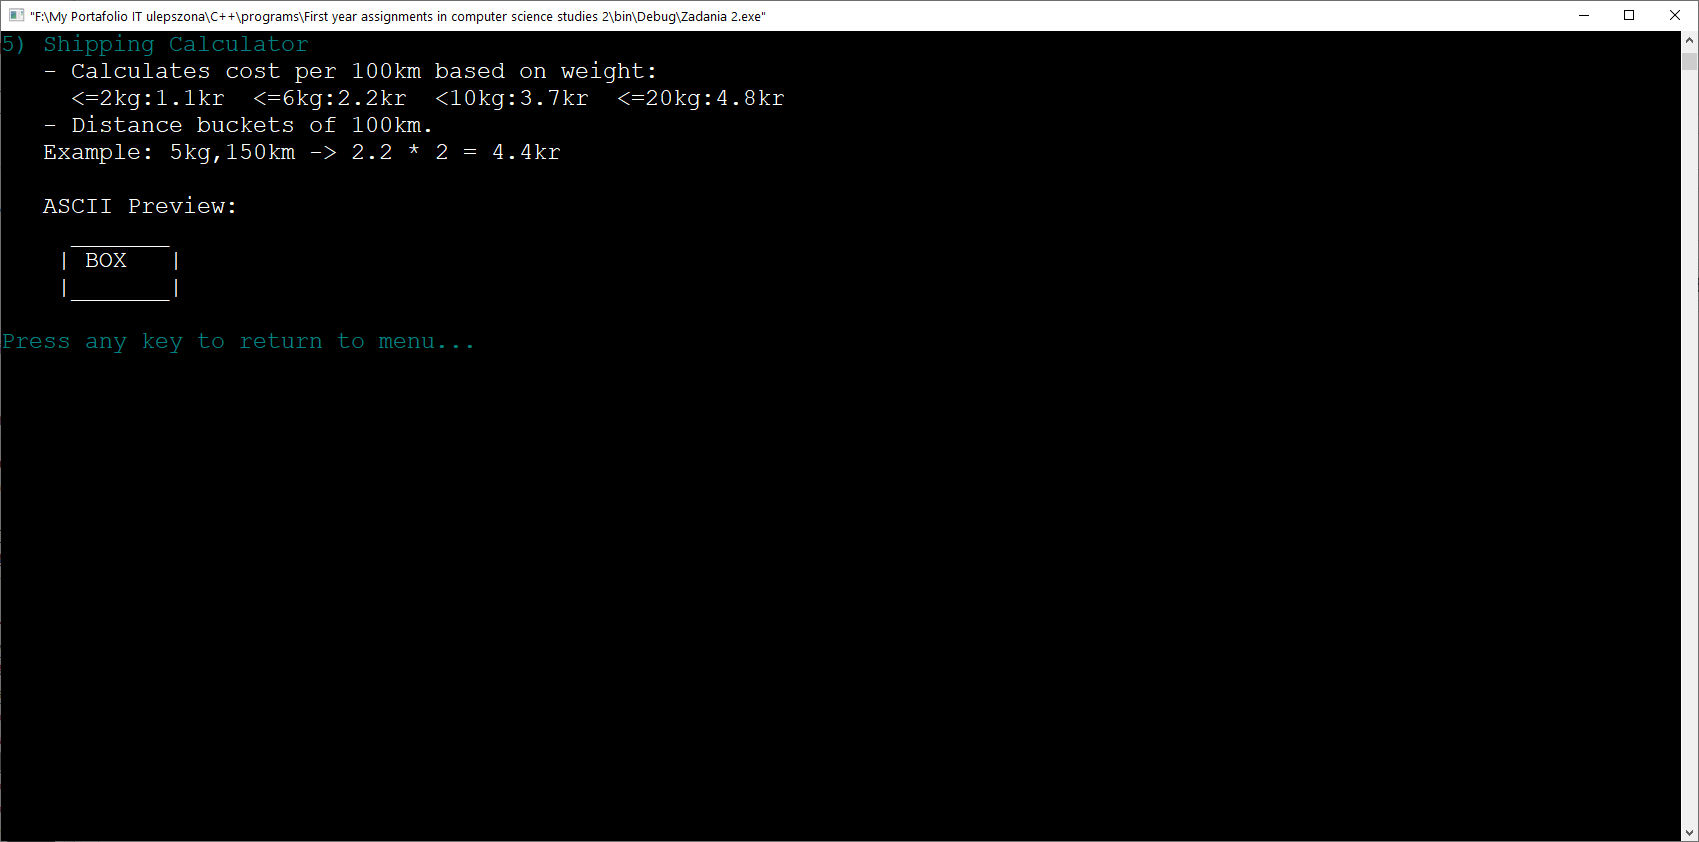 "F:\My Portafolio IT ulepszona\C++\programs\First year assignments in computer science studies 2\bin\Debug\Zadania 2.exe"
5) Shipping Calculator
- Calculates cost per 100km based on weight:
<=2kg:1.1kr <=6kg:2.2kr <10kg:3.7kr <=20kg:4.8kr
- Distance buckets of 100km.
Example: 5kg,150km -> 2.2 * 2 = 4.4kr
ASCII Preview:
_______
| BOX   |
|_______|
Press any key to return to menu...